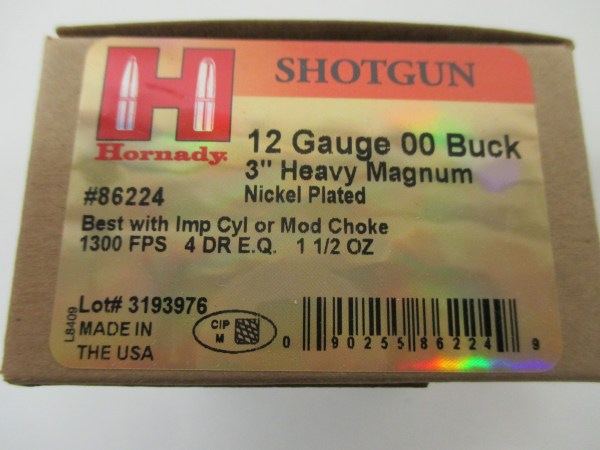 SHOTGUN
H
Hornady
12 Gauge 00 Buck
3" Heavy Magnum
#86224 Nickel Plated
Best with Imp Cyl or Mod Choke
1300 FPS 4 DR E.Q. 1 1/2 OZ
L8409
Lot# 3193976
MADE IN
THE USA
CIP
M
0 90255 86224 9